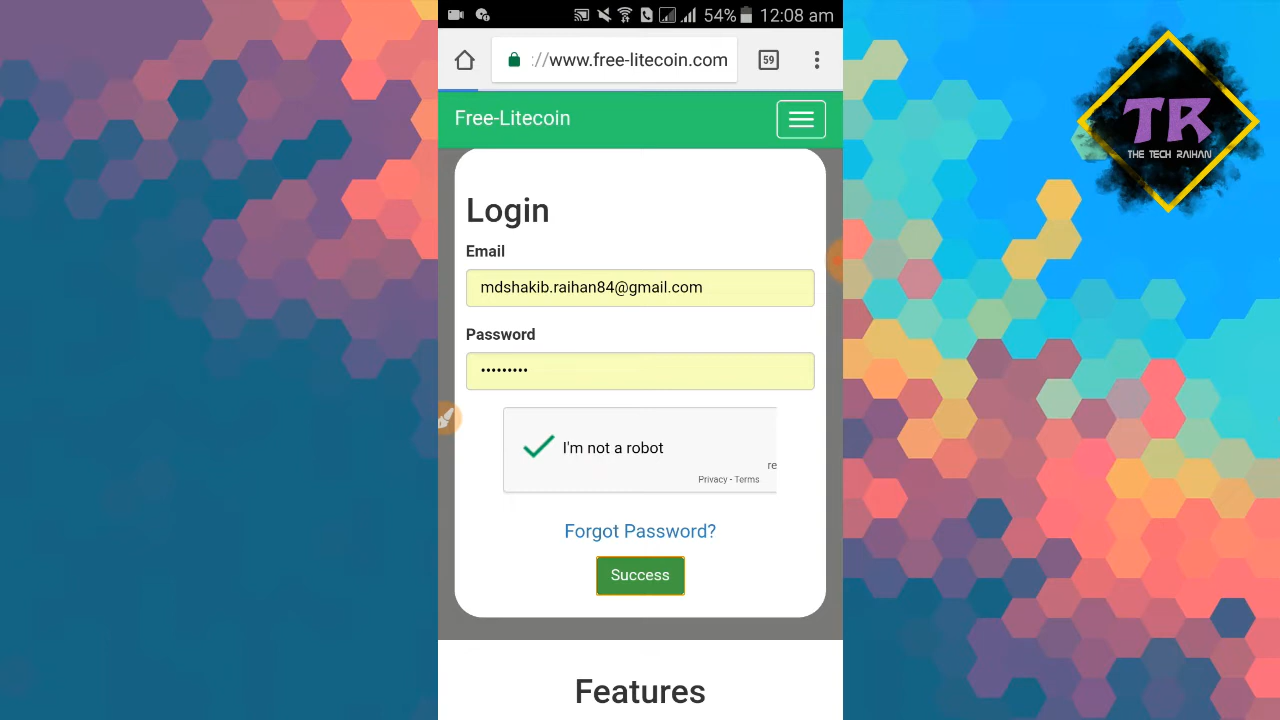 54% 12:08 am
://www.free-litecoin.com
59
Free-Litecoin
TR
THE TECH RAIHAN
Login
Email
mdshakib.raihan84@gmail.com
Password
•••••••••
I'm not a robot
re
Privacy - Terms
Forgot Password?
Success
Features